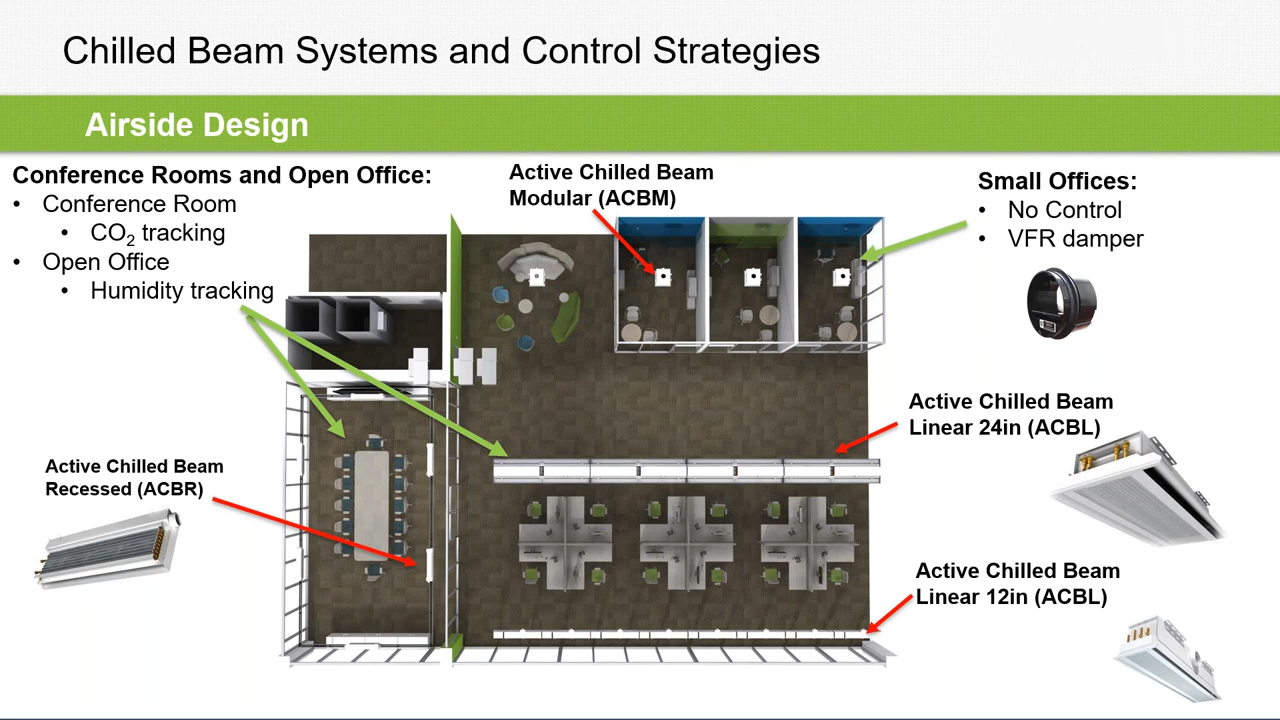 Chilled Beam Systems and Control Strategies
Airside Design
Conference Rooms and Open Office:
• Conference Room
• CO₂ tracking
• Open Office
• Humidity tracking
Active Chilled Beam
Modular (ACBM)
Small Offices:
• No Control
• VFR damper
Active Chilled Beam
Linear 24in (ACBL)
Active Chilled Beam
Recessed (ACBR)
Active Chilled Beam
Linear 12in (ACBL)